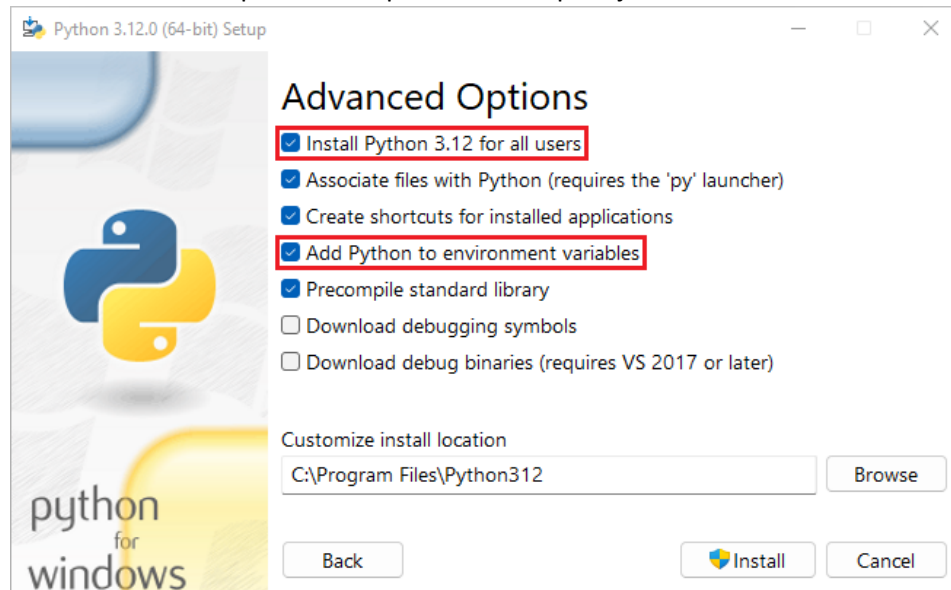 Python 3.12.0 (64-bit) Setup
Advanced Options
Install Python 3.12 for all users
Associate files with Python (requires the 'py' launcher)
Create shortcuts for installed applications
Add Python to environment variables
Precompile standard library
Download debugging symbols
Download debug binaries (requires VS 2017 or later)
Customize install location
C:\Program Files\Python312
Browse
python
for
windows
Back
Install
Cancel